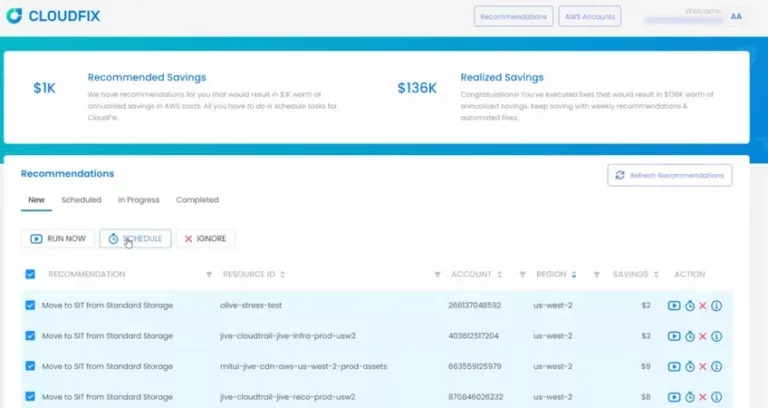 CLOUDFIX
Recommendations
AWS Accounts
Welcome,
AA
$1K
Recommended Savings
We have recommendations for you that would result in $1K worth of
annualized savings in AWS costs. All you have to do is schedule tasks for
CloudFix.
$136K
Realized Savings
Congratulations! You've executed fixes that would result in $136K worth of
annualized savings. Keep saving with weekly recommendations &
automated fixes.
Recommendations
Refresh Recommendations
New Scheduled In Progress Completed
RUN NOW SCHEDULE IGNORE
RECOMMENDATION RESOURCE ID ACCOUNT REGION SAVINGS ACTION
Move to SIT from Standard Storage olive-stress-test 266137048592 us-west-2 $2
Move to SIT from Standard Storage jive-cloudtrail-jive-infra-prod-usw2 403612517204 us-west-2 $2
Move to SIT from Standard Storage mitui-jive-cdn-aws-us-west-2-prod-assets 663559125979 us-west-2 $9
Move to SIT from Standard Storage jive-cloudtrail-jive-reco-prod-usw2 870846026232 us-west-2 $8